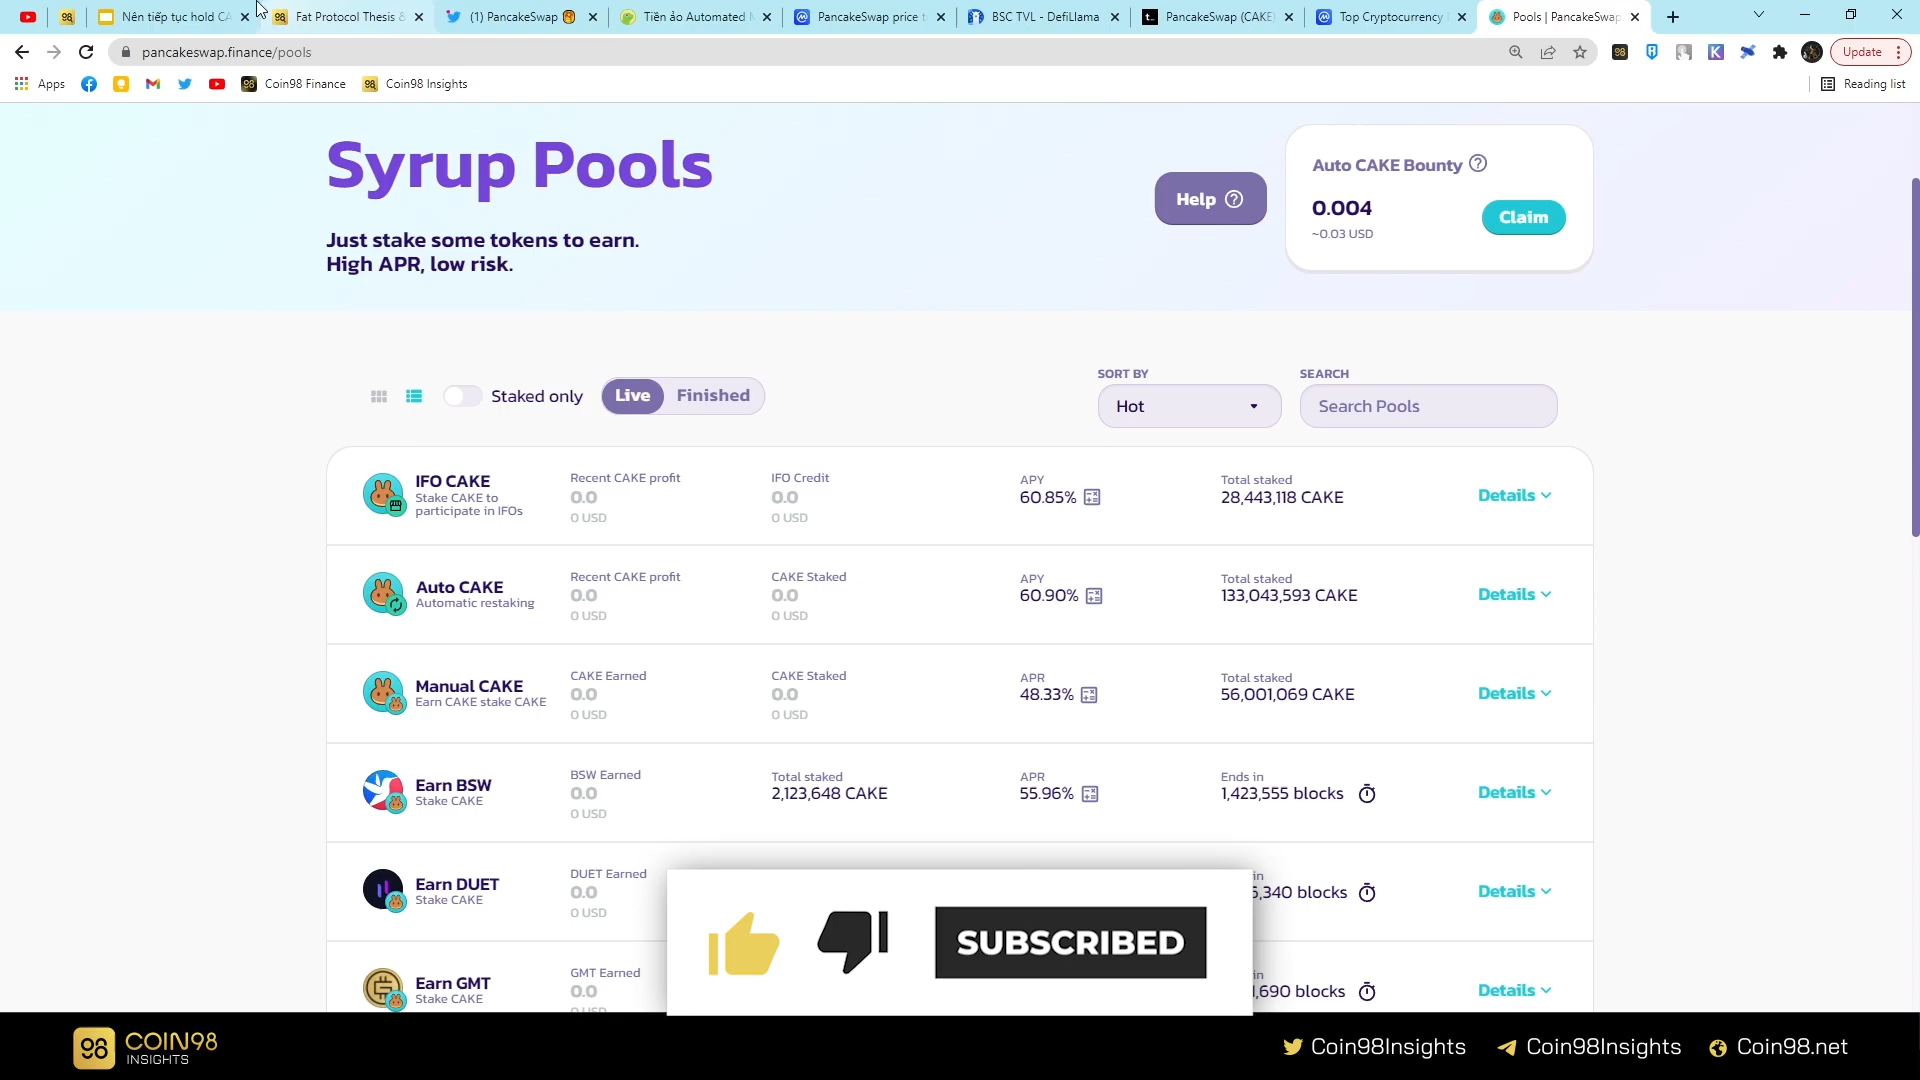 Nên tiếp tục hold CA
Fat Protocol Thesis &
(1) PancakeSwap
Tiền ảo Automated M
PancakeSwap price t
BSC TVL - DefiLlama
PancakeSwap (CAKE)
Top Cryptocurrency
Pools | PancakeSwap
pancakeswap.finance/pools
Update
Apps
Coin98 Finance
Coin98 Insights
Reading list
Syrup Pools
Just stake some tokens to earn.
High APR, low risk.
Help
Auto CAKE Bounty
0.004
~0.03 USD
Claim
Staked only
Live
Finished
SORT BY
Hot
SEARCH
Search Pools
IFO CAKE
Stake CAKE to
participate in IFOs
Recent CAKE profit
0.0
0 USD
IFO Credit
0.0
0 USD
APY
60.85%
Total staked
28,443,118 CAKE
Details
Auto CAKE
Automatic restaking
Recent CAKE profit
0.0
0 USD
CAKE Staked
0.0
0 USD
APY
60.90%
Total staked
133,043,593 CAKE
Details
Manual CAKE
Earn CAKE stake CAKE
CAKE Earned
0.0
0 USD
CAKE Staked
0.0
0 USD
APR
48.33%
Total staked
56,001,069 CAKE
Details
Earn BSW
Stake CAKE
BSW Earned
0.0
0 USD
Total staked
2,123,648 CAKE
APR
55.96%
Ends in
1,423,555 blocks
Details
Earn DUET
Stake CAKE
DUET Earned
0.0
0 USD
in
,340 blocks
Details
Earn GMT
Stake CAKE
GMT Earned
0.0
0 USD
in
,690 blocks
Details
SUBSCRIBED
98 COIN98
INSIGHTS
Coin98Insights
Coin98Insights
Coin98.net